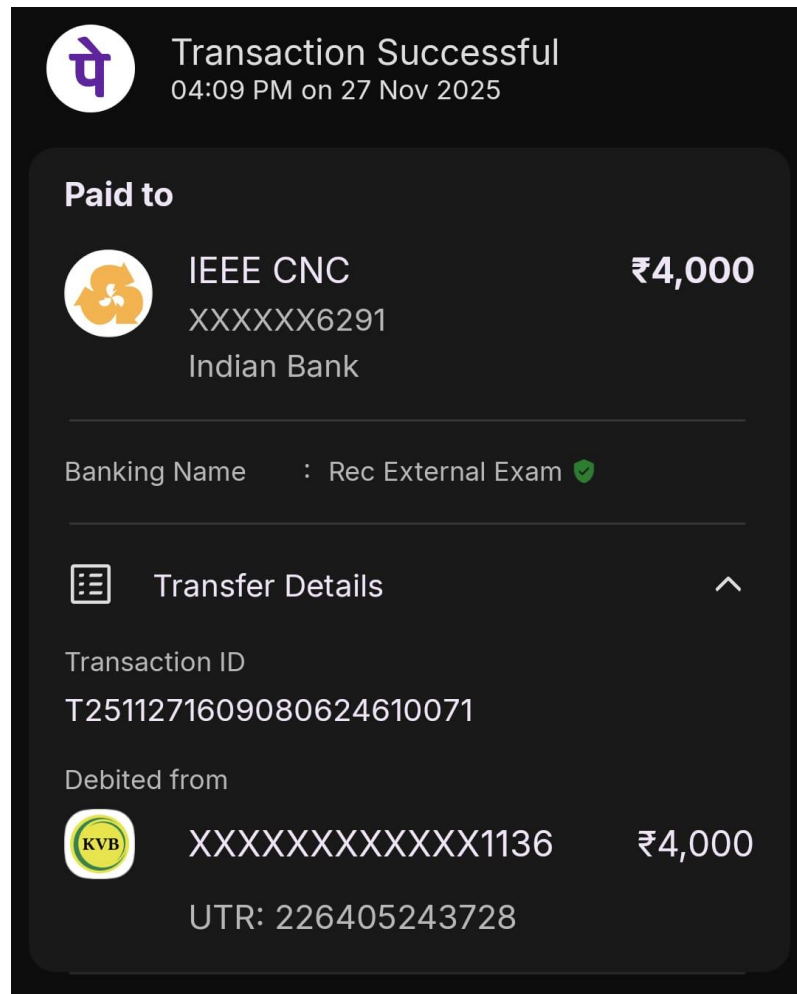 पे
Transaction Successful
04:09 PM on 27 Nov 2025
Paid to
IEEE CNC ₹4,000
XXXXXX6291
Indian Bank
Banking Name : Rec External Exam
Transfer Details
Transaction ID
T2511271609080624610071
Debited from
KVB XXXXXXXXXXXX1136 ₹4,000
UTR: 226405243728